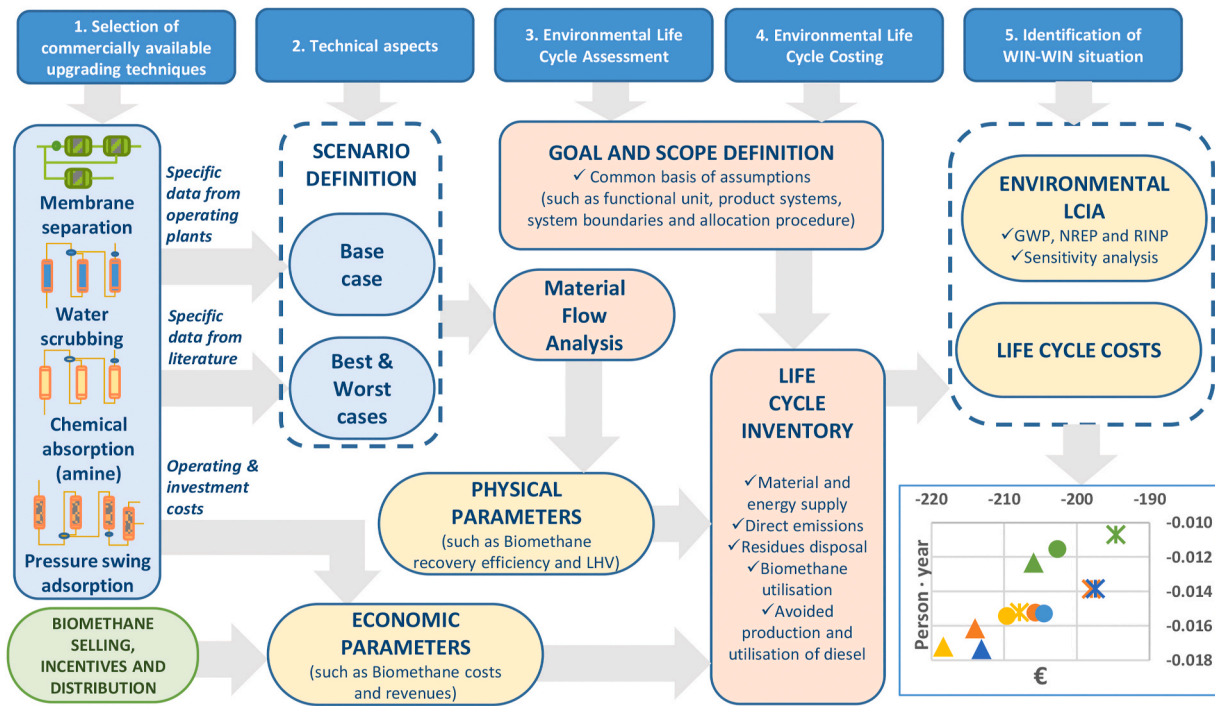 1. Selection of
commercially available
upgrading techniques
2. Technical aspects
3. Environmental Life
Cycle Assessment
4. Environmental Life
Cycle Costing
5. Identification of
WIN-WIN situation
Membrane
separation
Water
scrubbing
Chemical
absorption
(amine)
Pressure swing
adsorption
Specific
data from
operating
plants
Specific
data from
literature
Operating &
investment
costs
BIOMETHANE
SELLING,
INCENTIVES AND
DISTRIBUTION
SCENARIO
DEFINITION
Base
case
Best &
Worst
cases
GOAL AND SCOPE DEFINITION
✓ Common basis of assumptions
(such as functional unit, product systems,
system boundaries and allocation procedure)
Material
Flow
Analysis
PHYSICAL
PARAMETERS
(such as Biomethane
recovery efficiency and LHV)
ECONOMIC
PARAMETERS
(such as Biomethane costs
and revenues)
LIFE
CYCLE
INVENTORY
✓Material and
energy supply
✓Direct emissions
✓Residues disposal
✓Biomethane
utilisation
✓Avoided
production and
utilisation of diesel
ENVIRONMENTAL
LCIA
✓GWP, NREP and RINP
✓Sensitivity analysis
LIFE CYCLE COSTS
-220 -210 -200 -190
-0.010
-0.012
-0.014
-0.016
-0.018
Person · year
€